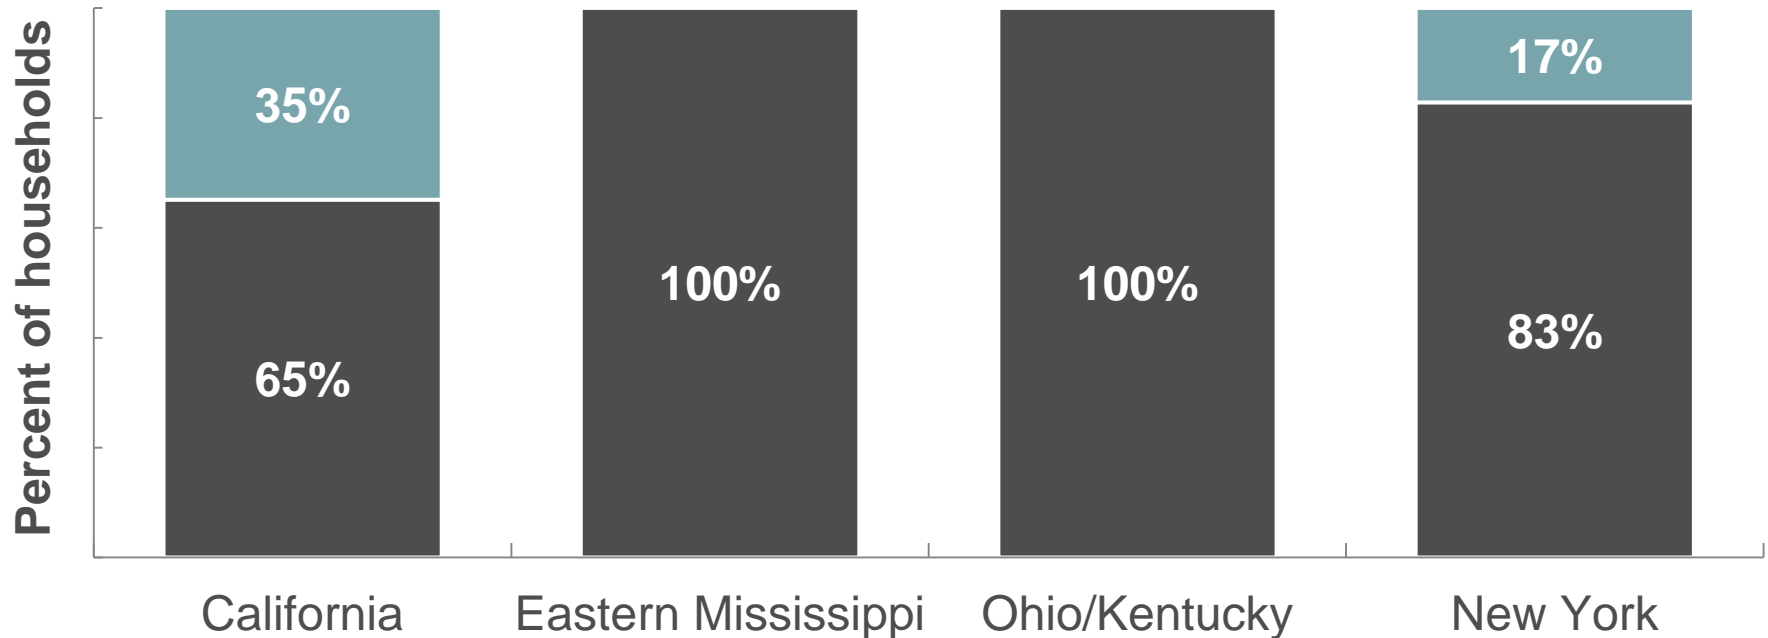 Percent of households
35%
65%
100%
100%
17%
83%
California
Eastern Mississippi
Ohio/Kentucky
New York